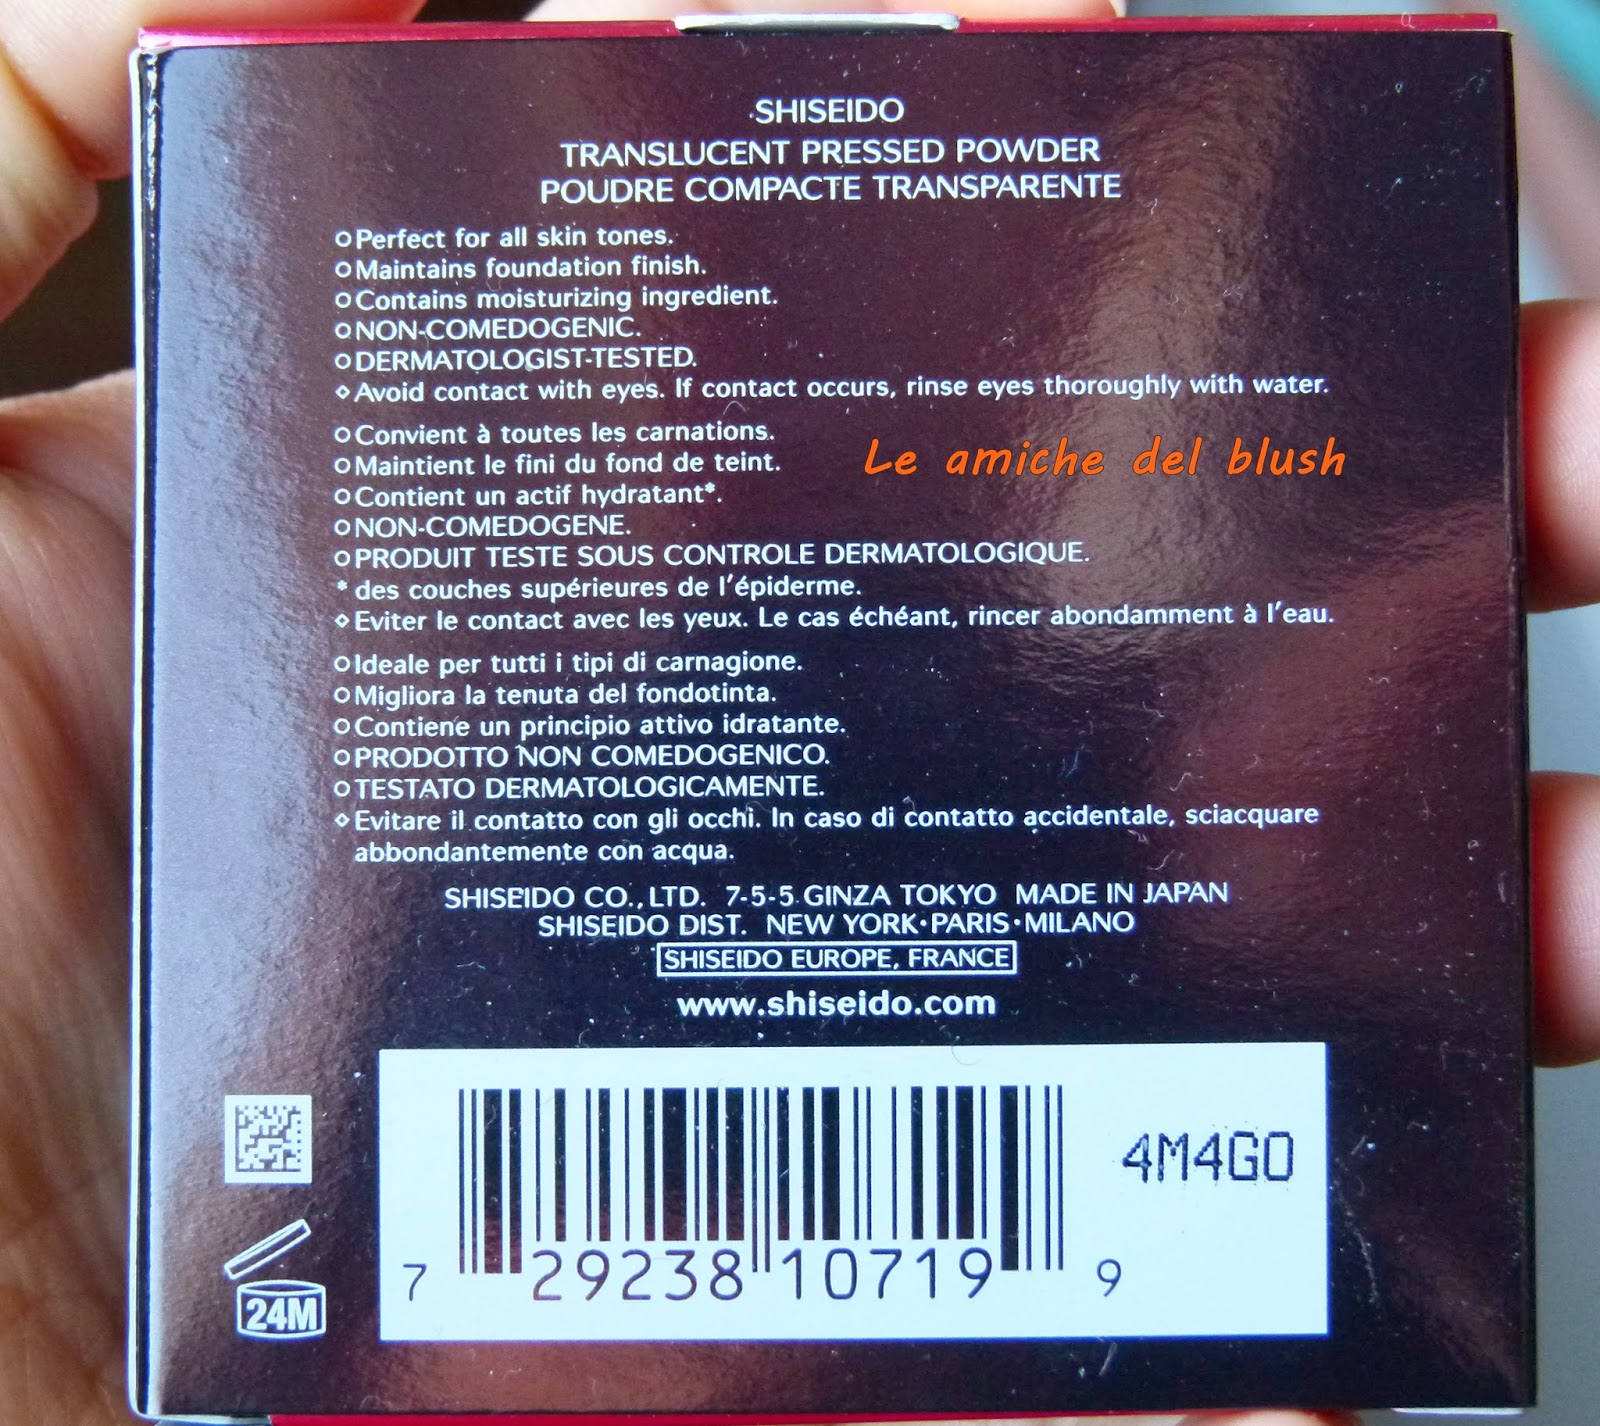 SHISEIDO
TRANSLUCENT PRESSED POWDER
POUDRE COMPACTE TRANSPARENTE
Perfect for all skin tones.
Maintains foundation finish.
Contains moisturizing ingredient.
NON-COMEDOGENIC.
DERMATOLOGIST-TESTED.
Avoid contact with eyes. If contact occurs, rinse eyes thoroughly with water.
Convient à toutes les carnations.
Maintient le fini du fond de teint.
Contient un actif hydratant*.
NON-COMEDOGENE.
PRODUIT TESTE SOUS CONTROLE DERMATOLOGIQUE.
* des couches supérieures de l'épiderme.
Eviter le contact avec les yeux. Le cas échéant, rincer abondamment à l'eau.
Le amiche del blush
Ideale per tutti i tipi di carnagione.
Migliora la tenuta del fondotinta.
Contiene un principio attivo idratante.
PRODOTTO NON COMEDOGENICO.
TESTATO DERMATOLOGICAMENTE.
Evitare il contatto con gli occhi. In caso di contatto accidentale, sciacquare
abbondantemente con acqua.
SHISEIDO CO., LTD. 7-5-5 GINZA TOKYO MADE IN JAPAN
SHISEIDO DIST. NEW YORK·PARIS·MILANO
SHISEIDO EUROPE, FRANCE
www.shiseido.com
4M4GO
7 29238 10719 9
24M